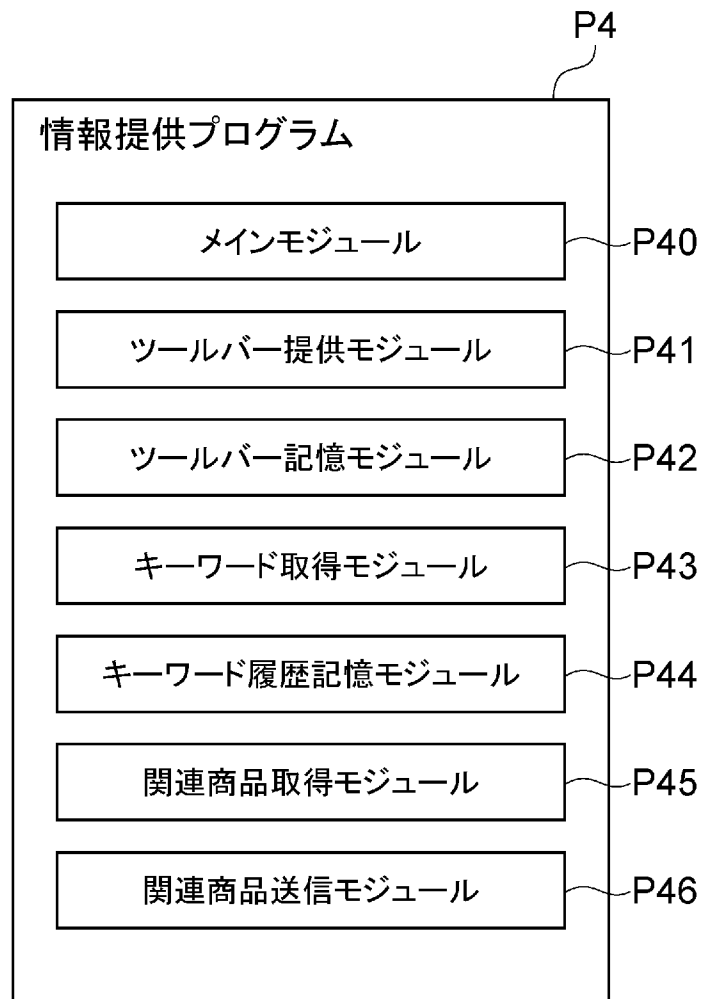 P4
情報提供プログラム
メインモジュール P40
ツールバー提供モジュール P41
ツールバー記憶モジュール P42
キーワード取得モジュール P43
キーワード履歴記憶モジュール P44
関連商品取得モジュール P45
関連商品送信モジュール P46